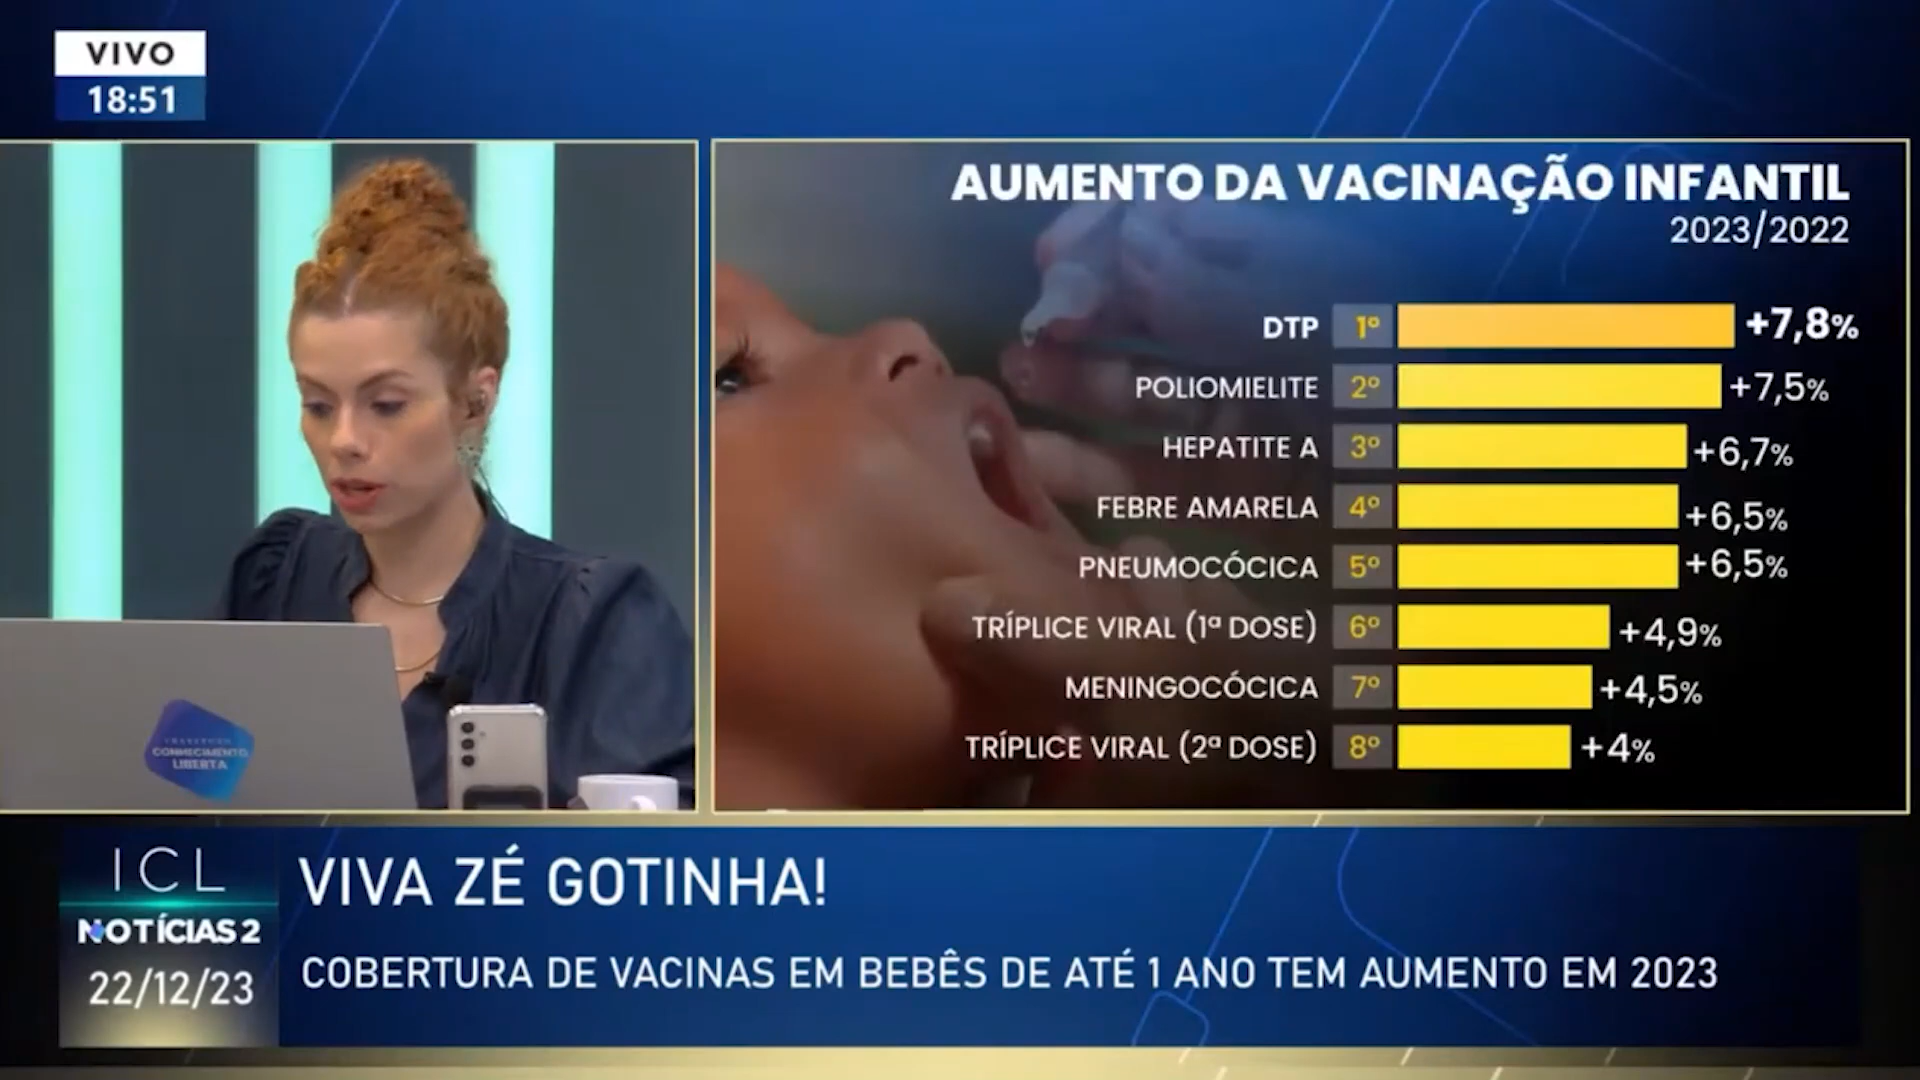 VIVO
18:51
AUMENTO DA VACINAÇÃO INFANTIL
2023/2022
DTP 1º +7,8%
POLIOMIELITE 2º +7,5%
HEPATITE A 3º +6,7%
FEBRE AMARELA 4º +6,5%
PNEUMOCÓCICA 5º +6,5%
TRÍPLICE VIRAL (1ª DOSE) 6º +4,9%
MENINGOCÓCICA 7º +4,5%
TRÍPLICE VIRAL (2ª DOSE) 8º +4%
CONHECIMENTO
LIBERTA
ICL
NOTÍCIAS 2
22/12/23
VIVA ZÉ GOTINHA!
COBERTURA DE VACINAS EM BEBÊS DE ATÉ 1 ANO TEM AUMENTO EM 2023